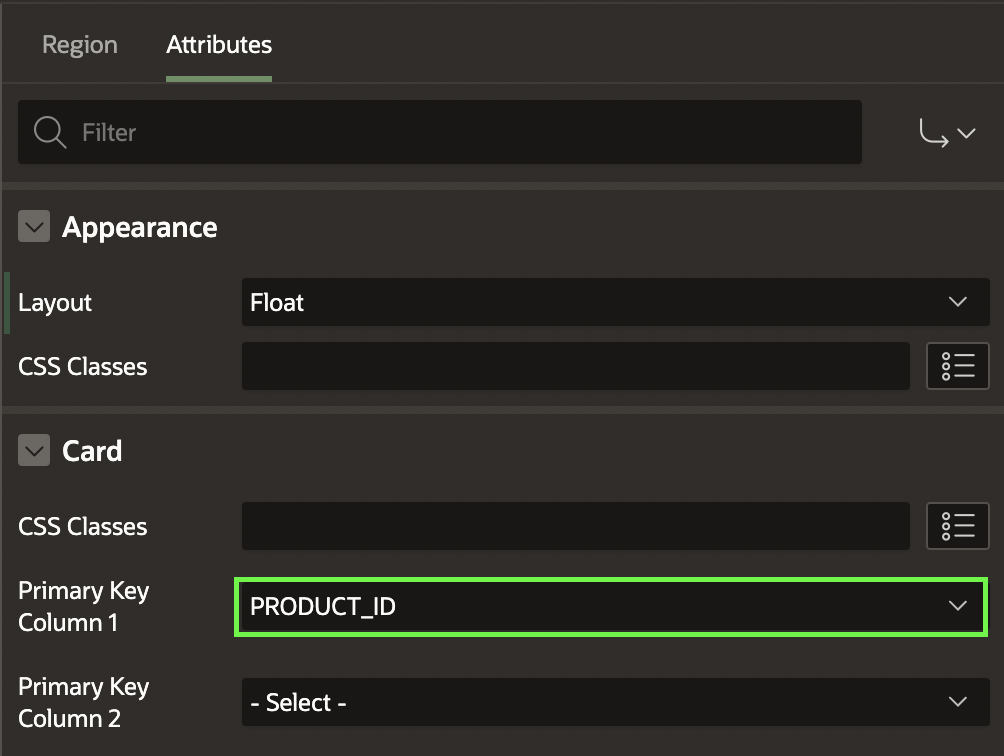 Region Attributes
Filter
Appearance
Layout Float
CSS Classes
Card
CSS Classes
Primary Key
Column 1
PRODUCT_ID
Primary Key
Column 2
- Select -